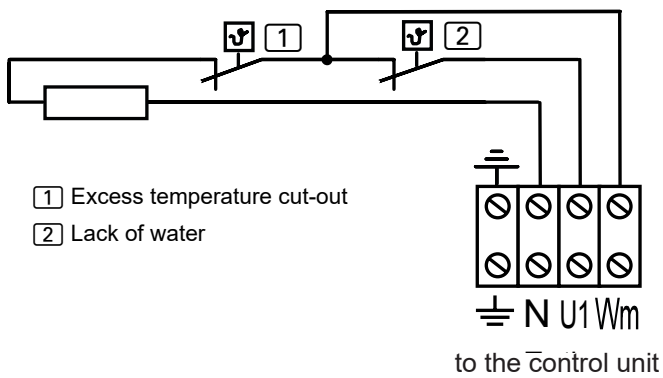 ϑ 1 ϑ 2
1 Excess temperature cut-out
2 Lack of water
N U1 Wm
to the control unit